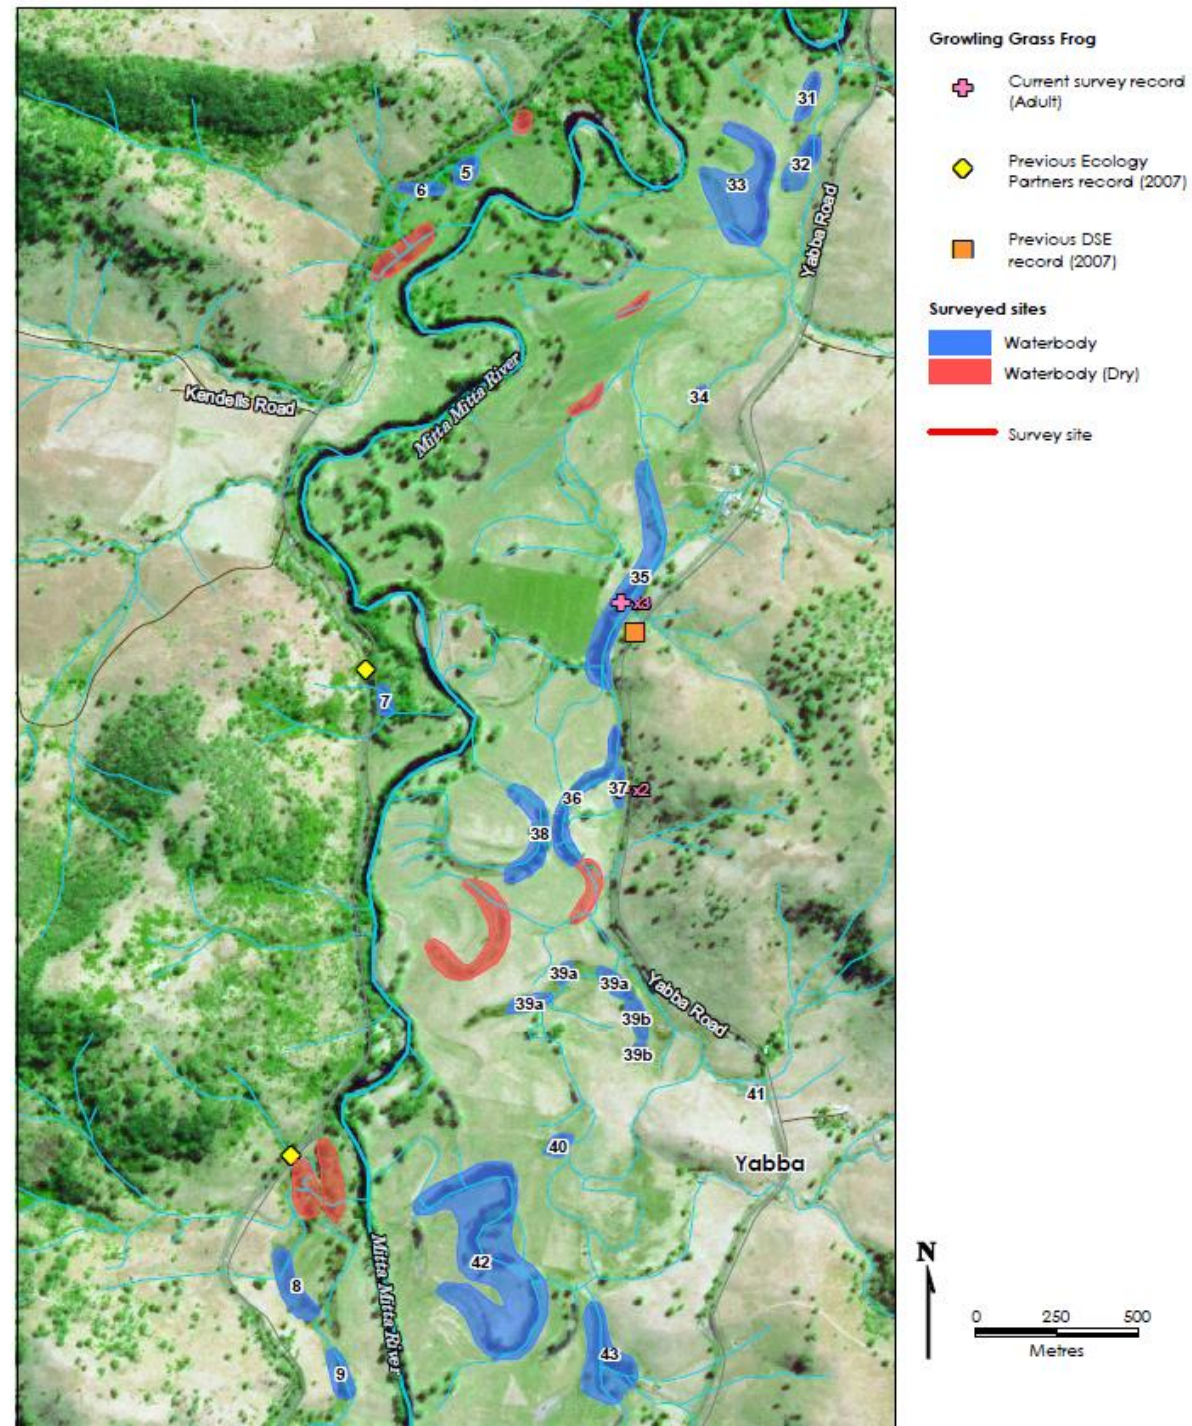 31
5
32
6
33
Yabba Road
Kendells Road
Mitta Mitta River
34
35
x3
7
37
x2
36
38
39a
39a
Yabba Road
39a
39b
39b
41
40
Yabba
42
Mitta Mitta River
8
43
9
Growling Grass Frog
Current survey record
(Adult)
Previous Ecology
Partners record (2007)
Previous DSE
record (2007)
Surveyed sites
Waterbody
Waterbody (Dry)
Survey site
N
0 250 500
Metres